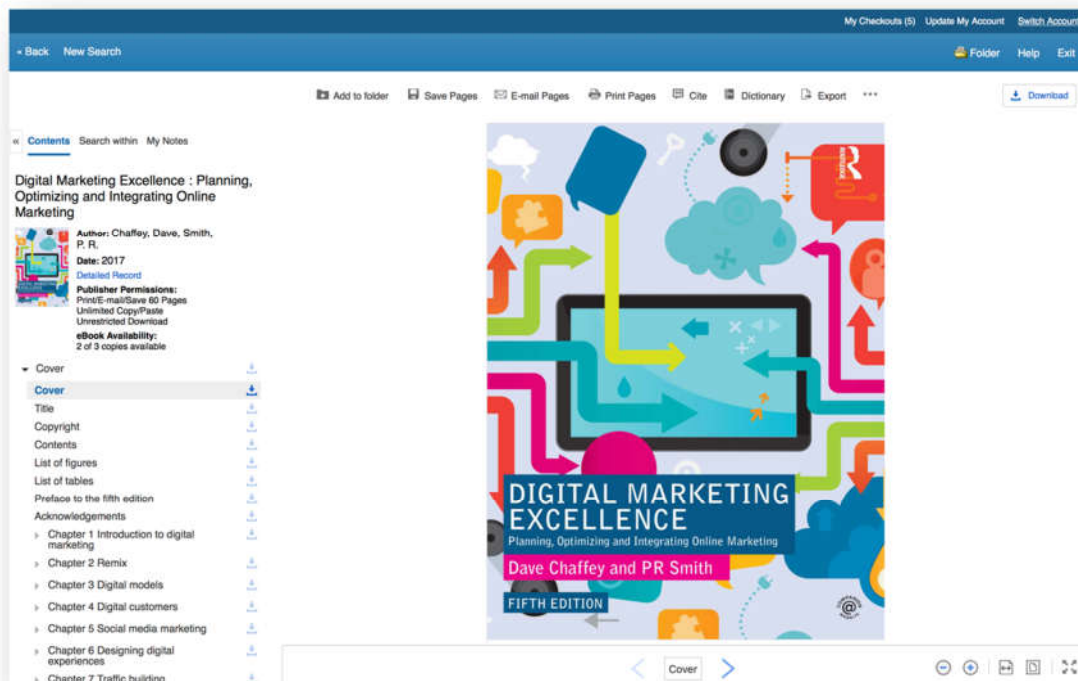 My Checkouts (5) Update My Account Switch Account
« Back New Search
Folder Help Exit
Add to folder Save Pages E-mail Pages Print Pages Cite Dictionary Export ...
Download
« Contents Search within My Notes
Digital Marketing Excellence : Planning,
Optimizing and Integrating Online
Marketing
Author: Chaffey, Dave, Smith,
P. R.
Date: 2017
Detailed Record
Publisher Permissions:
Print/E-mail/Save 60 Pages
Unlimited Copy/Paste
Unrestricted Download
eBook Availability:
2 of 3 copies available
Cover
Cover
Title
Copyright
Contents
List of figures
List of tables
Preface to the fifth edition
Acknowledgements
Chapter 1 Introduction to digital
marketing
Chapter 2 Remix
Chapter 3 Digital models
Chapter 4 Digital customers
Chapter 5 Social media marketing
Chapter 6 Designing digital
experiences
Chapter 7 Traffic building
R
DIGITAL MARKETING
EXCELLENCE
Planning, Optimizing and Integrating Online Marketing
Dave Chaffey and PR Smith
FIFTH EDITION
@
Cover